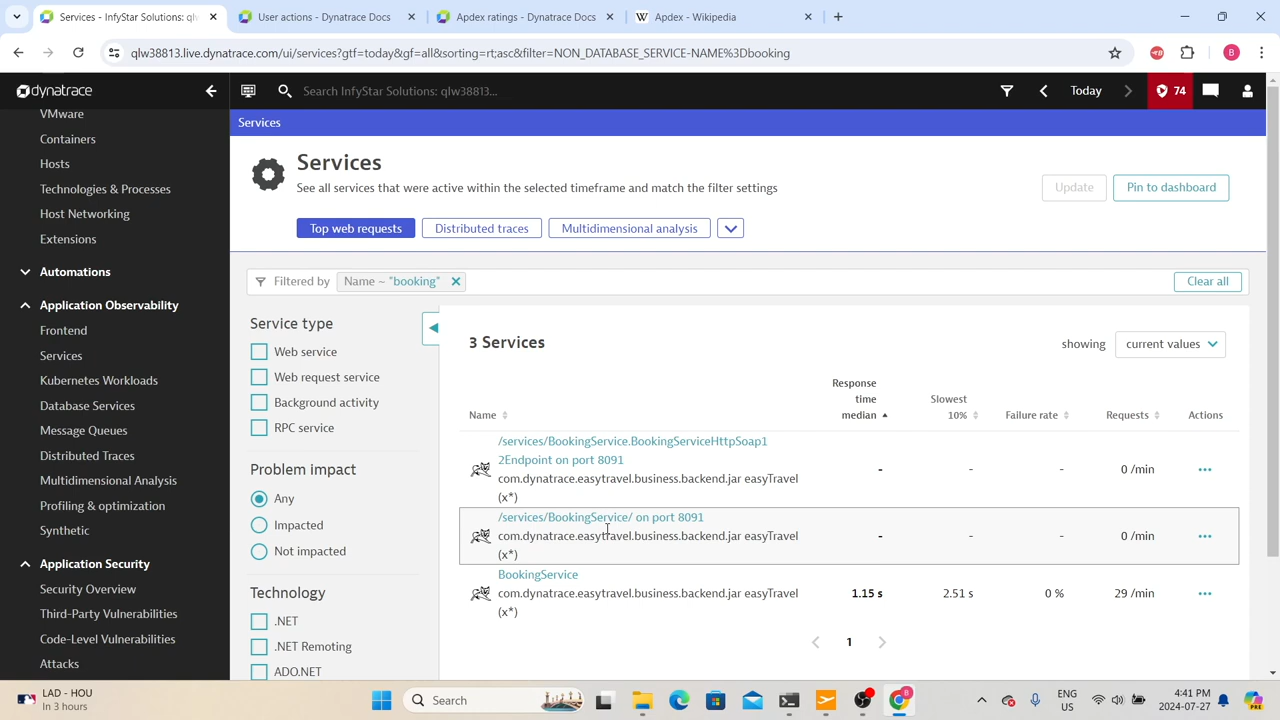 Services - InfyStar Solutions: ql
User actions - Dynatrace Docs
Apdex ratings - Dynatrace Docs
W Apdex - Wikipedia
qlw38813.live.dynatrace.com/ui/services?gtf=today&gf=all&sorting=rt;asc&filter=NON_DATABASE_SERVICE-NAME%3Dbooking
B
dynatrace
Search InfyStar Solutions: qlw38813...
Today
74
VMware
Containers
Hosts
Technologies & Processes
Host Networking
Extensions
Automations
Application Observability
Frontend
Services
Kubernetes Workloads
Database Services
Message Queues
Distributed Traces
Multidimensional Analysis
Profiling & optimization
Synthetic
Application Security
Security Overview
Third-Party Vulnerabilities
Code-Level Vulnerabilities
Attacks
Services
Services
See all services that were active within the selected timeframe and match the filter settings
Update
Pin to dashboard
Top web requests
Distributed traces
Multidimensional analysis
Filtered by
Name ~ "booking"
Clear all
Service type
Web service
Web request service
Background activity
RPC service
Problem impact
Any
Impacted
Not impacted
Technology
.NET
.NET Remoting
ADO.NET
3 Services
showing
current values
Name
Response
time
median
Slowest
10%
Failure rate
Requests
Actions
/services/BookingService.BookingServiceHttpSoap1
2Endpoint on port 8091
com.dynatrace.easytravel.business.backend.jar easyTravel
(x*)
- - - 0 /min
/services/BookingService/ on port 8091
com.dynatrace.easytravel.business.backend.jar easyTravel
(x*)
- - - 0 /min
BookingService
com.dynatrace.easytravel.business.backend.jar easyTravel
(x*)
1.15 s 2.51 s 0 % 29 /min
1
LAD - HOU
In 3 hours
Search
B
ENG
US
4:41 PM
2024-07-27
PRE